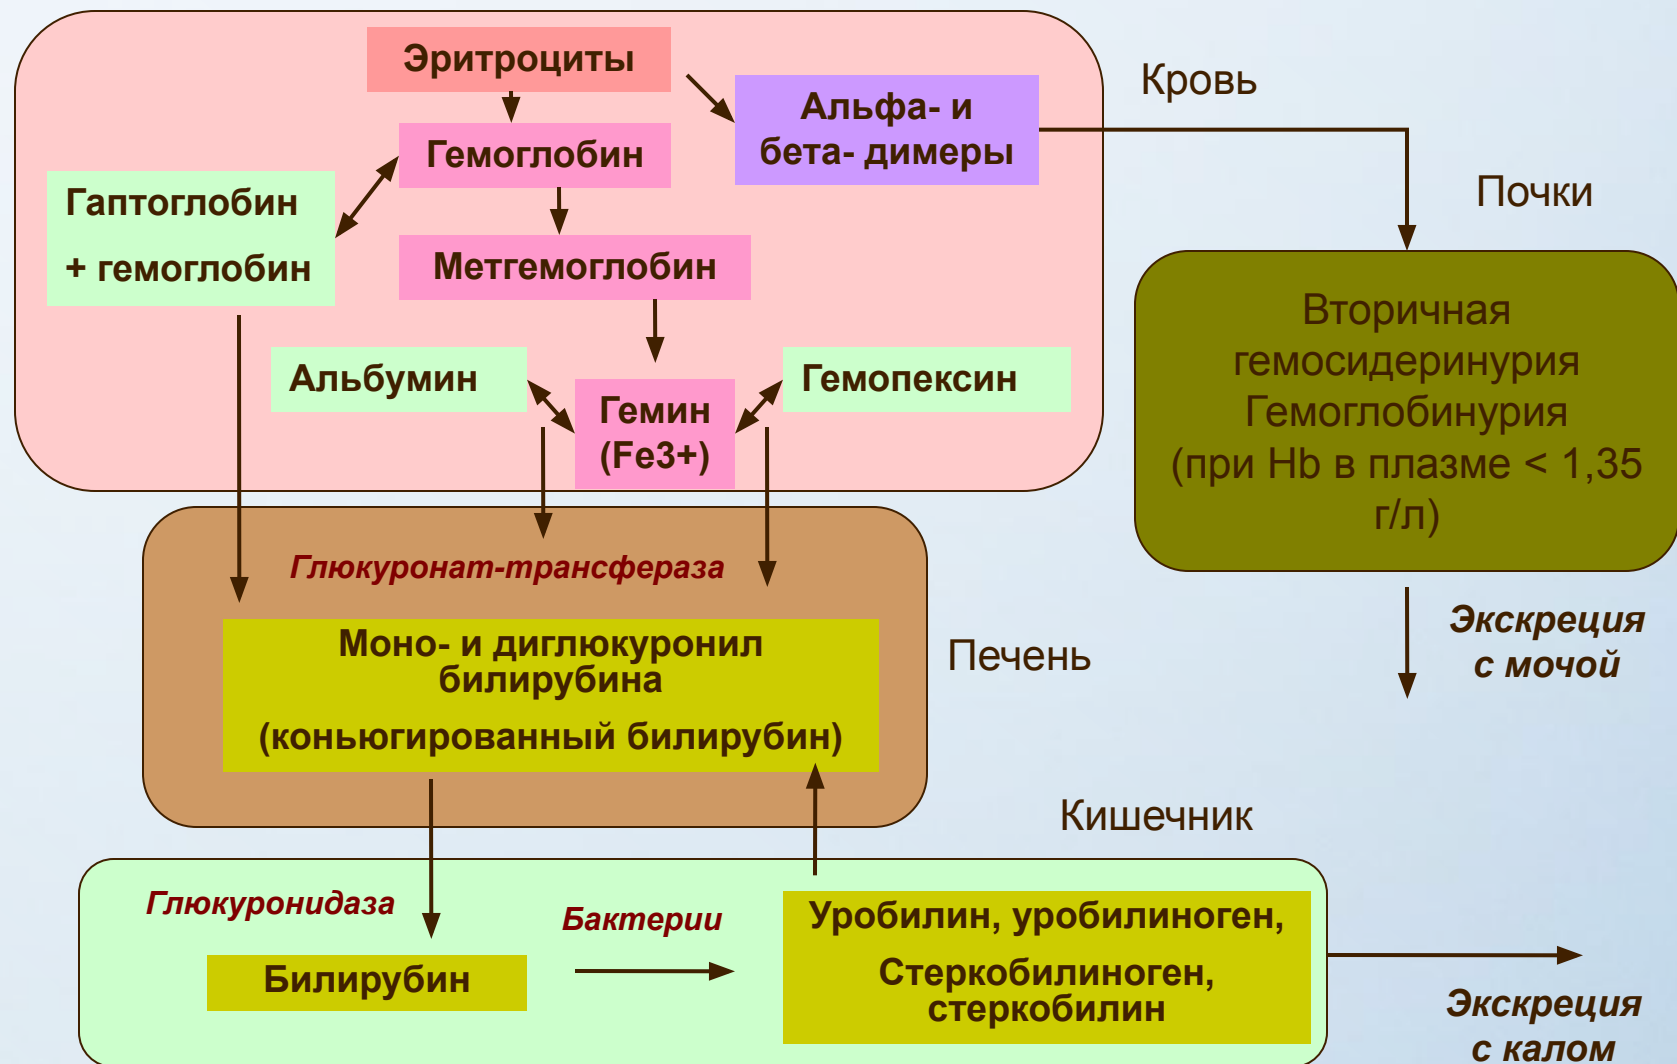 Эритроциты
Кровь
Альфа- и
бета- димеры
Гемоглобин
Почки
Гаптоглобин
+ гемоглобин
Метгемоглобин
Альбумин
Гемопексин
Гемин
(Fe3+)
Вторичная
гемосидеринурия
Гемоглобинурия
(при Hb в плазме < 1,35
г/л)
Глюкуронат-трансфераза
Моно- и диглюкуронил
билирубина
(коньюгированный билирубин)
Печень
Экскреция
с мочой
Кишечник
Глюкуронидаза
Бактерии
Билирубин
Уробилин, уробилиноген,
Стеркобилиноген,
стеркобилин
Экскреция
с калом